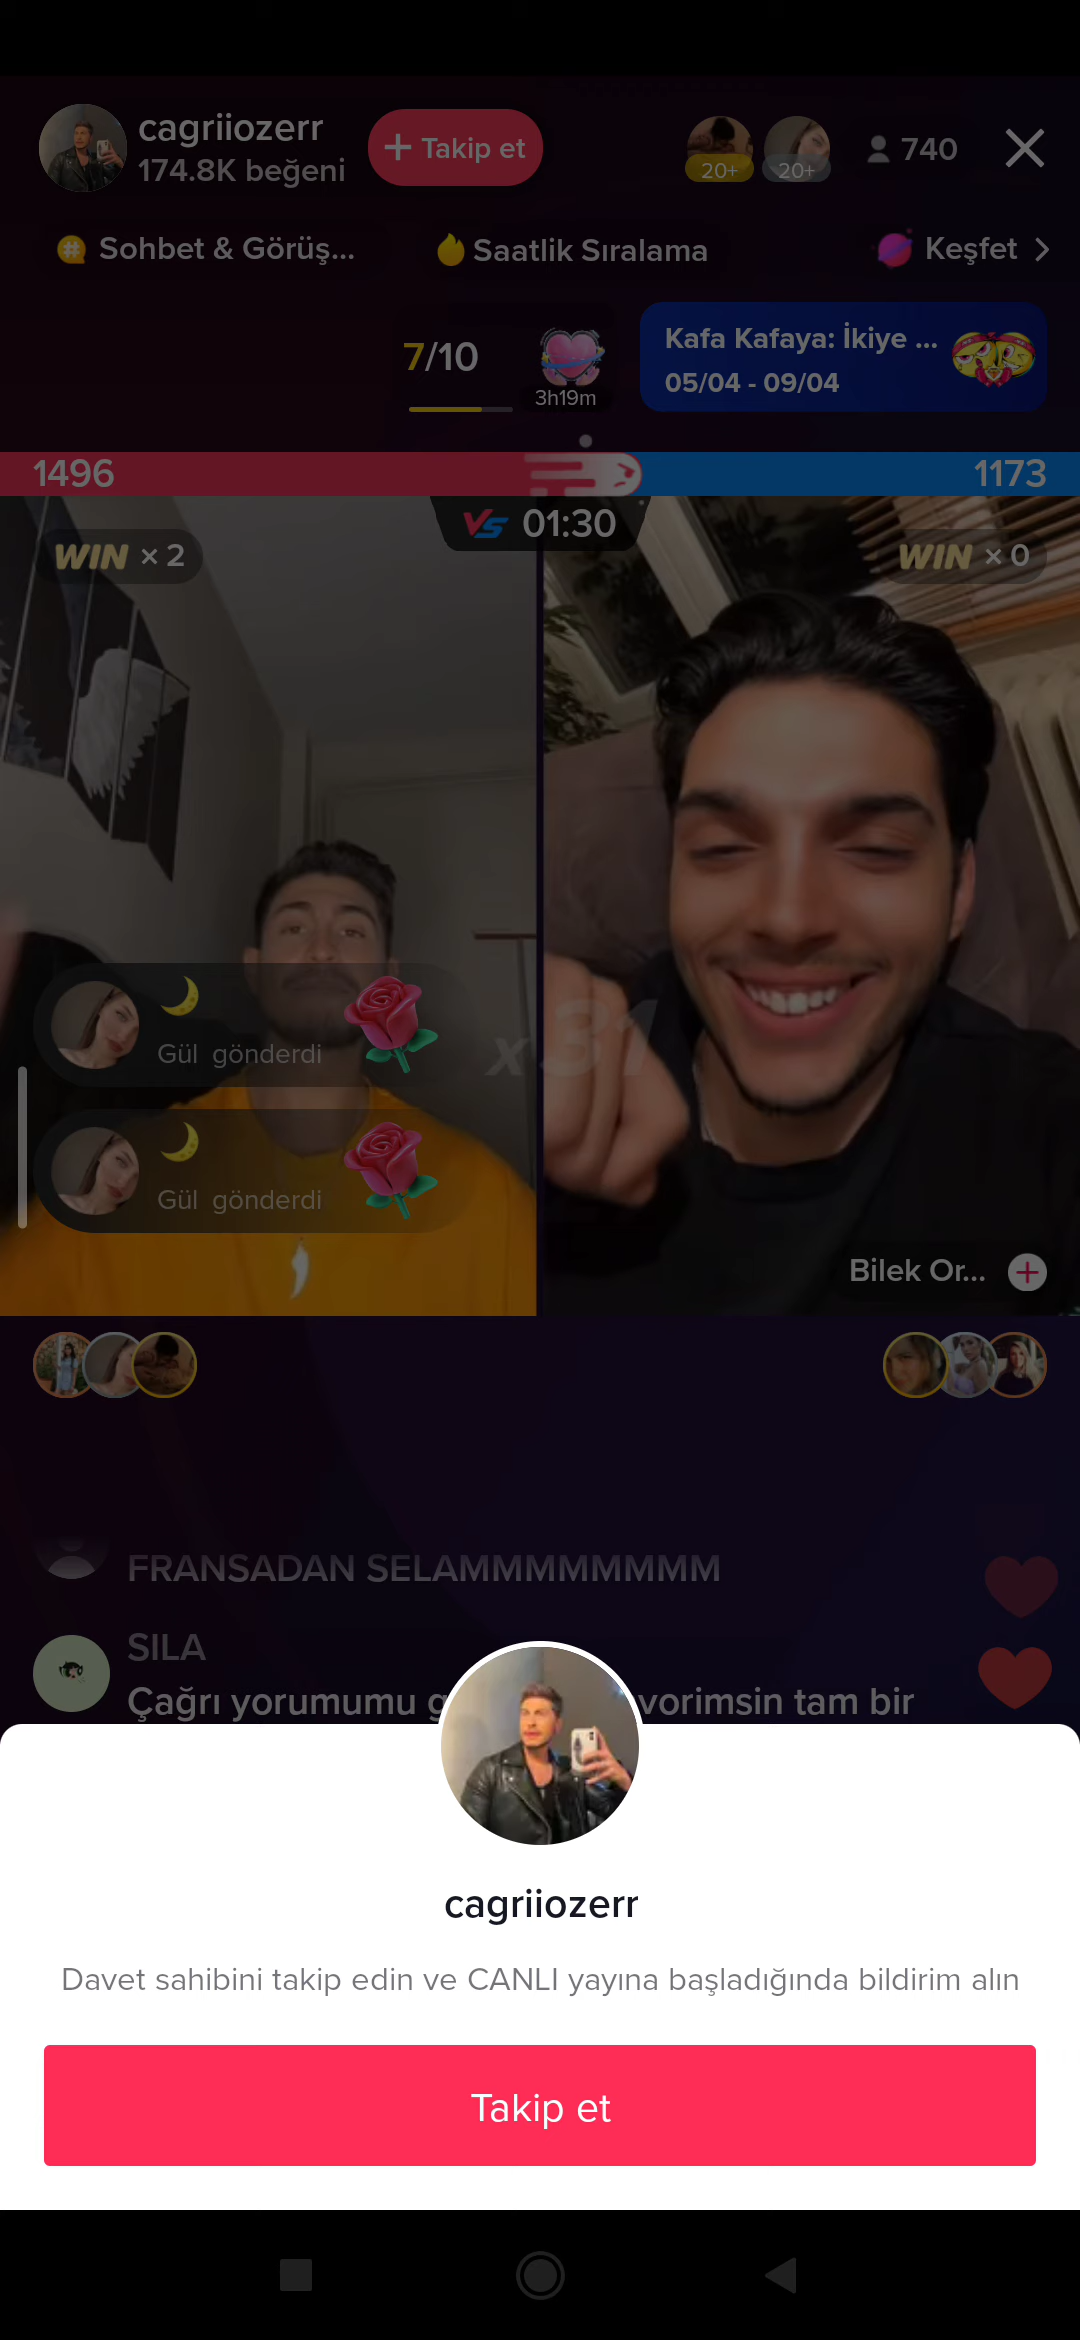 cagriiozerr
174.8K beğeni
+ Takip et
20+
20+
740
Sohbet & Görüş...
Saatlik Sıralama
Keşfet
7/10
3h19m
Kafa Kafaya: İkiye ...
05/04 - 09/04
1496
1173
VS 01:30
WIN × 2
WIN × 0
Gül gönderdi
x31
Gül gönderdi
Bilek Or...
FRANSADAN SELAMMMMMMMM
SILA
Çağrı yorumumu g vorimsin tam bir
cagriiozerr
Davet sahibini takip edin ve CANLI yayına başladığında bildirim alın
Takip et